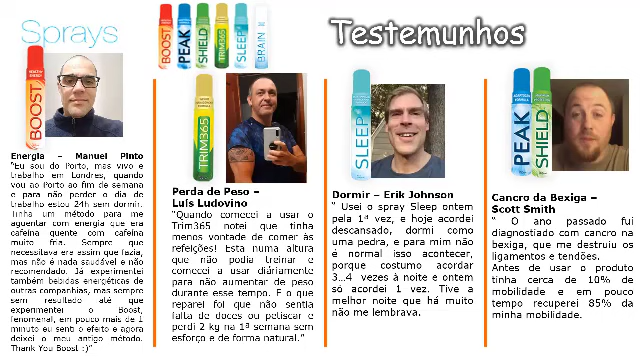 Sprays
BOOST
PEAK
SHIELD
TRIM365
SLEEP
BRAIN
Testemunhos
BOOST
TRIM365
SLEEP
PEAK
SHIELD
Energia – Manuel Pinto
“Eu sou do Porto, mas vivo e
trabalho em Londres, quando
vou ao Porto ao fim de semana
e para não perder o dia de
trabalho estou 24h sem dormir.
Tinha um método para me
aguentar com energia que era
cafeína quente com cafeína
muito fria. Sempre que
necessitava era assim que fazia,
mas não é nada saudável e não
recomendado. Já experimentei
também bebidas energéticas de
outras companhias, mas sempre
sem resultado até que
experimentei o Boost,
fenomenal, em pouco mais de 1
minuto eu senti o efeito e agora
deixei o meu antigo método.
Thank You Boost :)”
Perda de Peso –
Luís Ludovino
“Quando comecei a usar o
Trim365 notei que tinha
menos vontade de comer às
refeições! Esta numa altura
que não podia treinar e
comecei a usar diáriamente
para não aumentar de peso
durante esse tempo. E o que
reparei foi que não sentia
falta de doces ou petiscar e
perdi 2 kg na 1ª semana sem
esforço e de forma natural.”
Dormir – Erik Johnson
“ Usei o spray Sleep ontem
pela 1ª vez, e hoje acordei
descansado, dormi como
uma pedra, e para mim não
é normal isso acontecer,
porque costumo acordar
3…4 vezes à noite e ontem
só acordei 1 vez. Tive a
melhor noite que há muito
não me lembrava.
Cancro da Bexiga –
Scott Smith
“ O ano passado fui
diagnostiado com cancro na
bexiga, que me destruiu os
ligamentos e tendões.
Antes de usar o produto
tinha cerca de 10% de
mobilidade e em pouco
tempo recuperei 85% da
minha mobilidade.